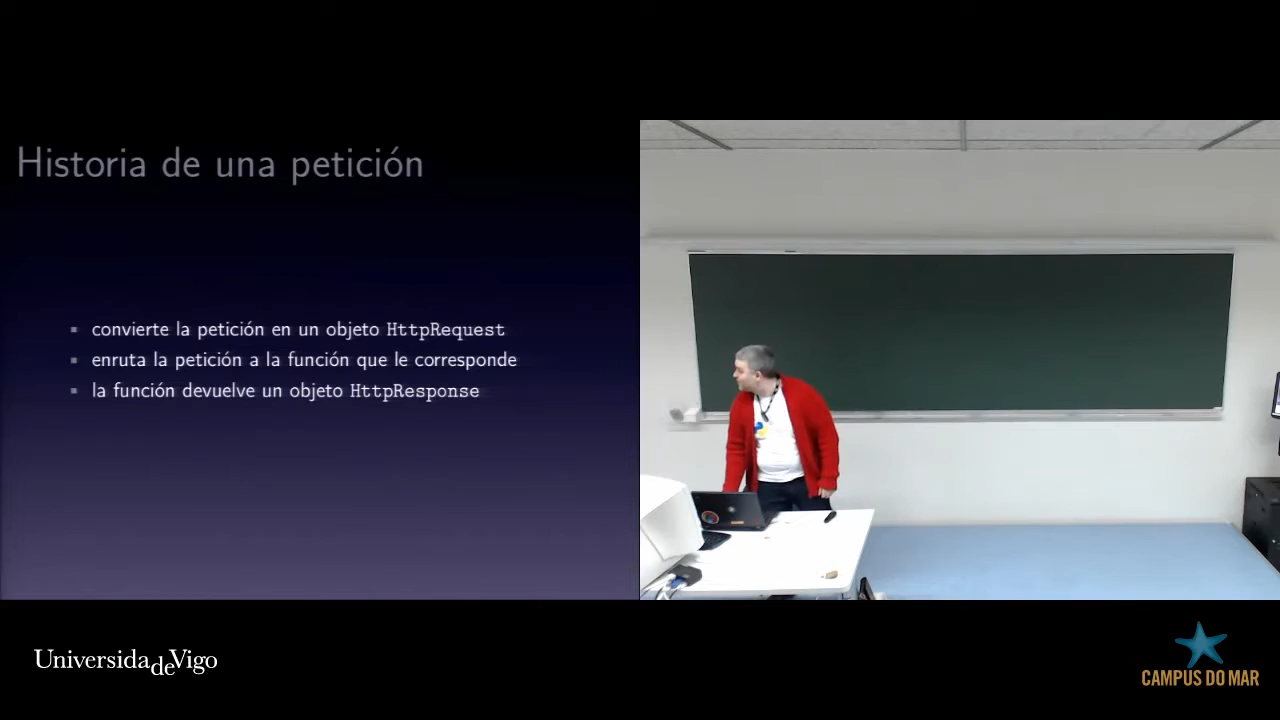 Historia de una petición
convierte la petición en un objeto HttpRequest
enruta la petición a la función que le corresponde
la función devuelve un objeto HttpResponse
UniversidadeVigo
CAMPUS DO MAR